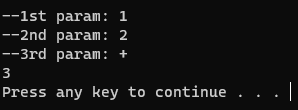 --1st param: 1
--2nd param: 2
--3rd param: +
3
Press any key to continue . . .